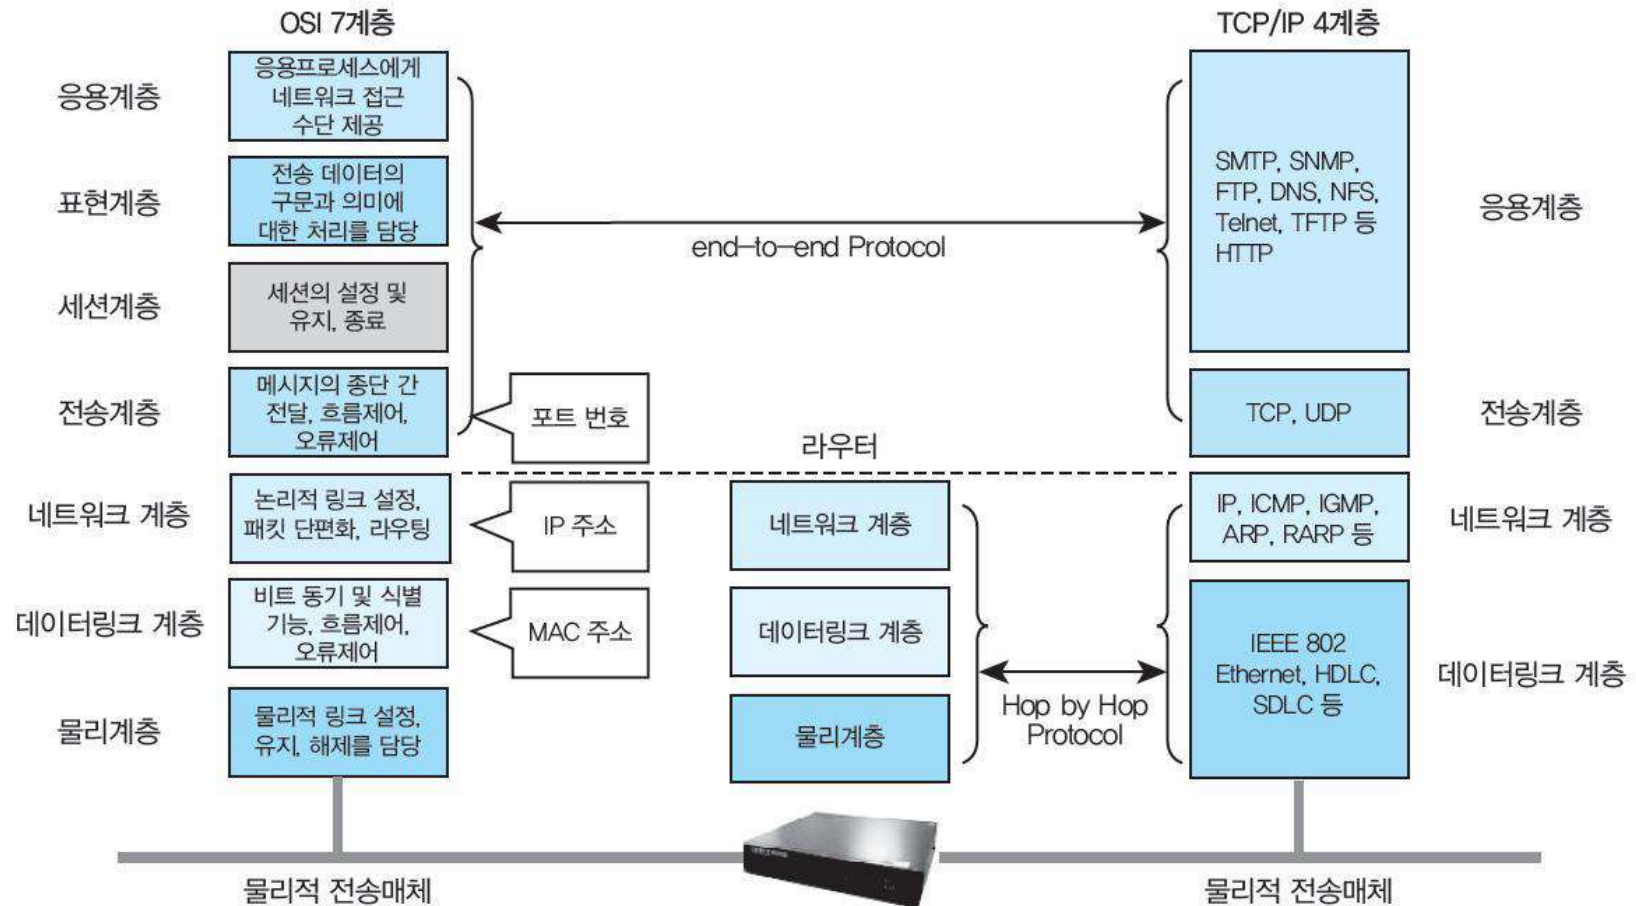 OSI 7계층
TCP/IP 4계층
응용계층
응용프로세스에게
네트워크 접근
수단 제공
표현계층
전송 데이터의
구문과 의미에
대한 처리를 담당
세션계층
세션의 설정 및
유지, 종료
전송계층
메시지의 종단 간
전달, 흐름제어,
오류제어
포트 번호
네트워크 계층
논리적 링크 설정,
패킷 단편화, 라우팅
IP 주소
데이터링크 계층
비트 동기 및 식별
기능, 흐름제어,
오류제어
MAC 주소
물리계층
물리적 링크 설정,
유지, 해제를 담당
물리적 전송매체
end-to-end Protocol
라우터
네트워크 계층
데이터링크 계층
물리계층
Hop by Hop
Protocol
SMTP, SNMP,
FTP, DNS, NFS,
Telnet, TFTP 등
HTTP
응용계층
TCP, UDP
전송계층
IP, ICMP, IGMP,
ARP, RARP 등
네트워크 계층
IEEE 802
Ethernet, HDLC,
SDLC 등
데이터링크 계층
물리적 전송매체